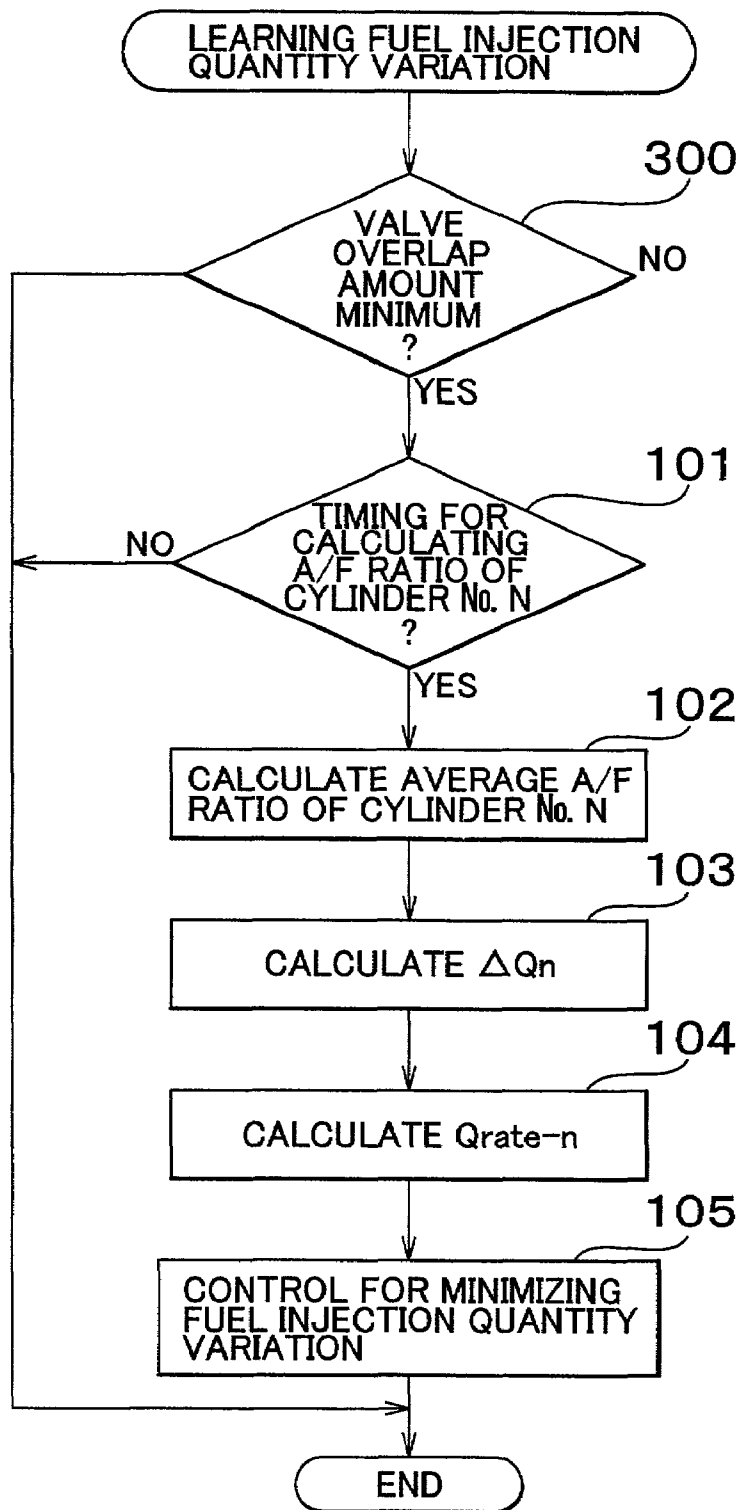 LEARNING FUEL INJECTION
QUANTITY VARIATION
300
VALVE
OVERLAP
AMOUNT
MINIMUM
?
NO
YES
101
TIMING FOR
CALCULATING
A/F RATIO OF
CYLINDER No. N
?
NO
YES
102
CALCULATE AVERAGE A/F
RATIO OF CYLINDER No. N
103
CALCULATE △Qn
104
CALCULATE Qrate-n
105
CONTROL FOR MINIMIZING
FUEL INJECTION QUANTITY
VARIATION
END